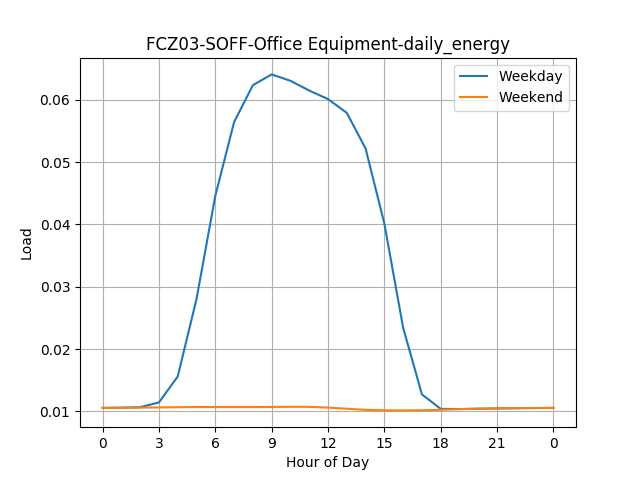 FCZ03-SOFF-Office Equipment-daily_energy
Weekday
Weekend
0.06
0.05
0.04
0.03
0.02
0.01
Load
0 3 6 9 12 15 18 21 0
Hour of Day